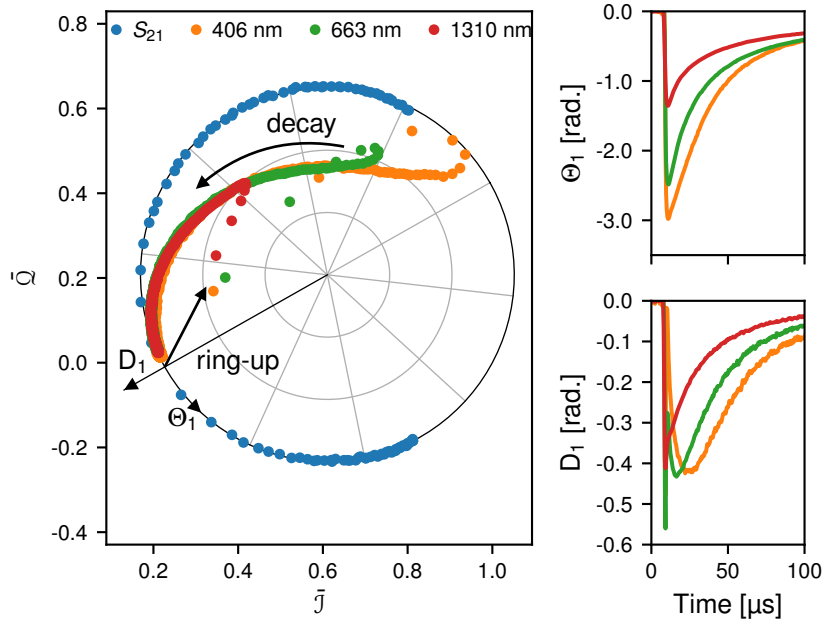 S21 406 nm 663 nm 1310 nm
0.8
0.6
0.4
0.2
0.0
-0.2
-0.4
0.2 0.4 0.6 0.8 1.0
Q̄
ℐ̄
decay
ring-up
D1
Θ1
0.0
-1.0
-2.0
-3.0
Θ1 [rad.]
0.0
-0.1
-0.2
-0.3
-0.4
-0.5
-0.6
D1 [rad.]
0 50 100
Time [µs]